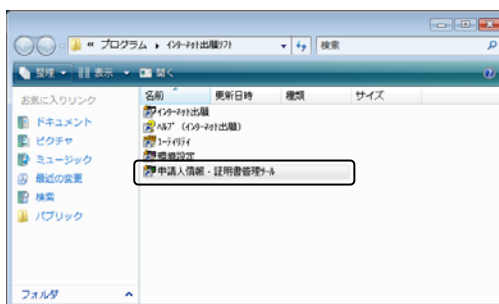 « プログラム ▸ ｲﾝﾀｰﾈｯﾄ出願ｿﾌﾄ
検索
整理 表示 開く
お気に入りリンク
ドキュメント
ピクチャ
ミュージック
最近の変更
検索
パブリック
フォルダ
名前 更新日時 種類 サイズ
ｲﾝﾀｰﾈｯﾄ出願
ﾍﾙﾌﾟ (ｲﾝﾀｰﾈｯﾄ出願)
ﾕｰﾃｨﾘﾃｨ
環境設定
申請人情報・証明書管理ﾂｰﾙ